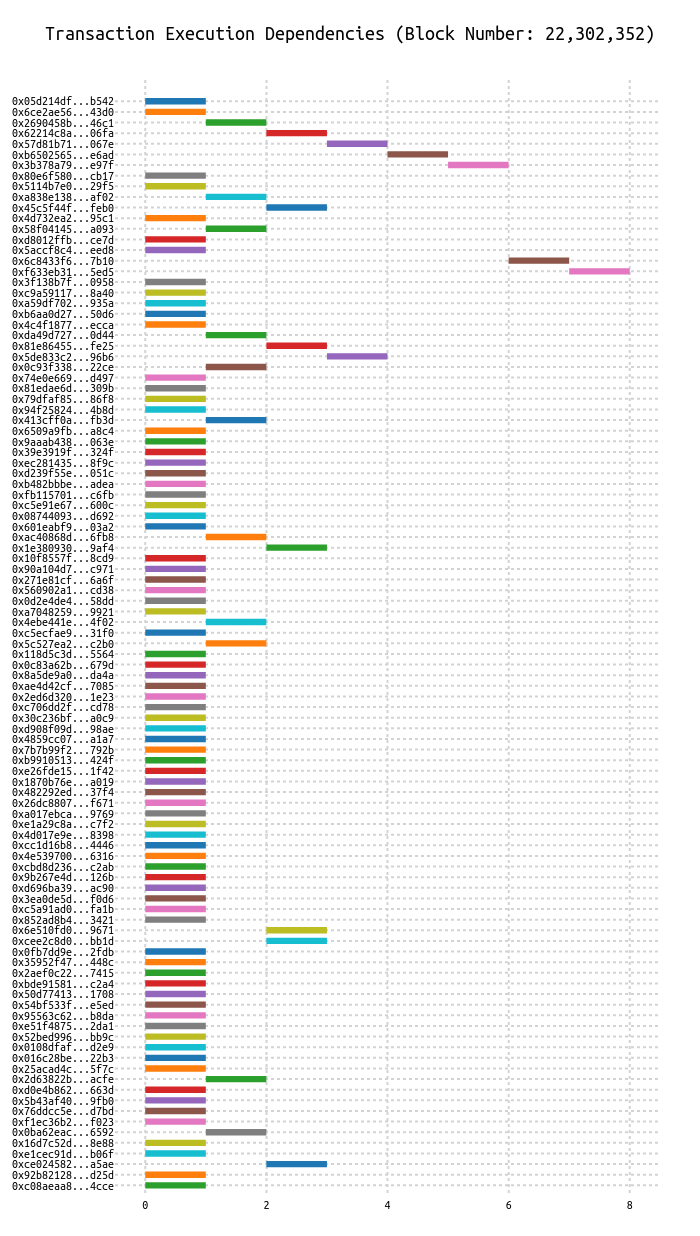 Transaction Execution Dependencies (Block Number: 22,302,352)
0x05d214df...b542
0x6ce2ae56...43d0
0x2690458b...46c1
0x62214c8a...06fa
0x57d81b71...067e
0xb6502565...e6ad
0x3b378a79...e97f
0x80e6f580...cb17
0x5114b7e0...29f5
0xa838e138...af02
0x45c5f44f...feb0
0x4d732ea2...95c1
0x58f04145...a093
0xd8012ffb...ce7d
0x5accf8c4...eed8
0x6c8433f6...7b10
0xf633eb31...5ed5
0x3f138b7f...0958
0xc9a59117...8a40
0xa59df702...935a
0xb6aa0d27...50d6
0x4c4f1877...ecca
0xda49d727...0d44
0x81e86455...fe25
0x5de833c2...96b6
0x0c93f338...22ce
0x74e0e669...d497
0x81edae6d...309b
0x79dfaf85...86f8
0x94f25824...4b8d
0x413cff0a...fb3d
0x6509a9fb...a8c4
0x9aaab438...063e
0x39e3919f...324f
0xec281435...8f9c
0xd239f55e...051c
0xb482bbbe...adea
0xfb115701...c6fb
0xc5e91e67...600c
0x08744093...d692
0x601eabf9...03a2
0xac40868d...6fb8
0x1e380930...9af4
0x10f8557f...8cd9
0x90a104d7...c971
0x271e81cf...6a6f
0x560902a1...cd38
0x0d2e4de4...58dd
0xa7048259...9921
0x4ebe441e...4f02
0xc5ecfae9...31f0
0x5c527ea2...c2b0
0x118d5c3d...5564
0x0c83a62b...679d
0x8a5de9a0...da4a
0xae4d42cf...7085
0x2ed6d320...1e23
0xc706dd2f...cd78
0x30c236bf...a0c9
0xd908f09d...98ae
0x4859cc07...a1a7
0x7b7b99f2...792b
0xb9910513...424f
0xe26fde15...1f42
0x1870b76e...a019
0x482292ed...37f4
0x26dc8807...f671
0xa017ebca...9769
0xe1a29c8a...c7f2
0x4d017e9e...8398
0xcc1d16b8...4446
0x4e539700...6316
0xcbd8d236...c2ab
0x9b267e4d...126b
0xd696ba39...ac90
0x3ea0de5d...f0d6
0xc5a91ad0...fa1b
0x852ad8b4...3421
0x6e510fd0...9671
0xcee2c8d0...bb1d
0x0fb7dd9e...2fdb
0x35952f47...448c
0x2aef0c22...7415
0xbde91581...c2a4
0x50d77413...1708
0x54bf533f...e5ed
0x95563c62...b8da
0xe51f4875...2da1
0x52bed996...bb9c
0x0108dfaf...d2e9
0x016c28be...22b3
0x25acad4c...5f7c
0x2d63822b...acfe
0xd0e4b862...663d
0x5b43af40...9fb0
0x76ddcc5e...d7bd
0xf1ec36b2...f023
0x0ba62eac...6592
0x16d7c52d...8e88
0xe1cec91d...b06f
0xce024582...a5ae
0x92b82128...d25d
0xc08aeaa8...4cce
0 2 4 6 8